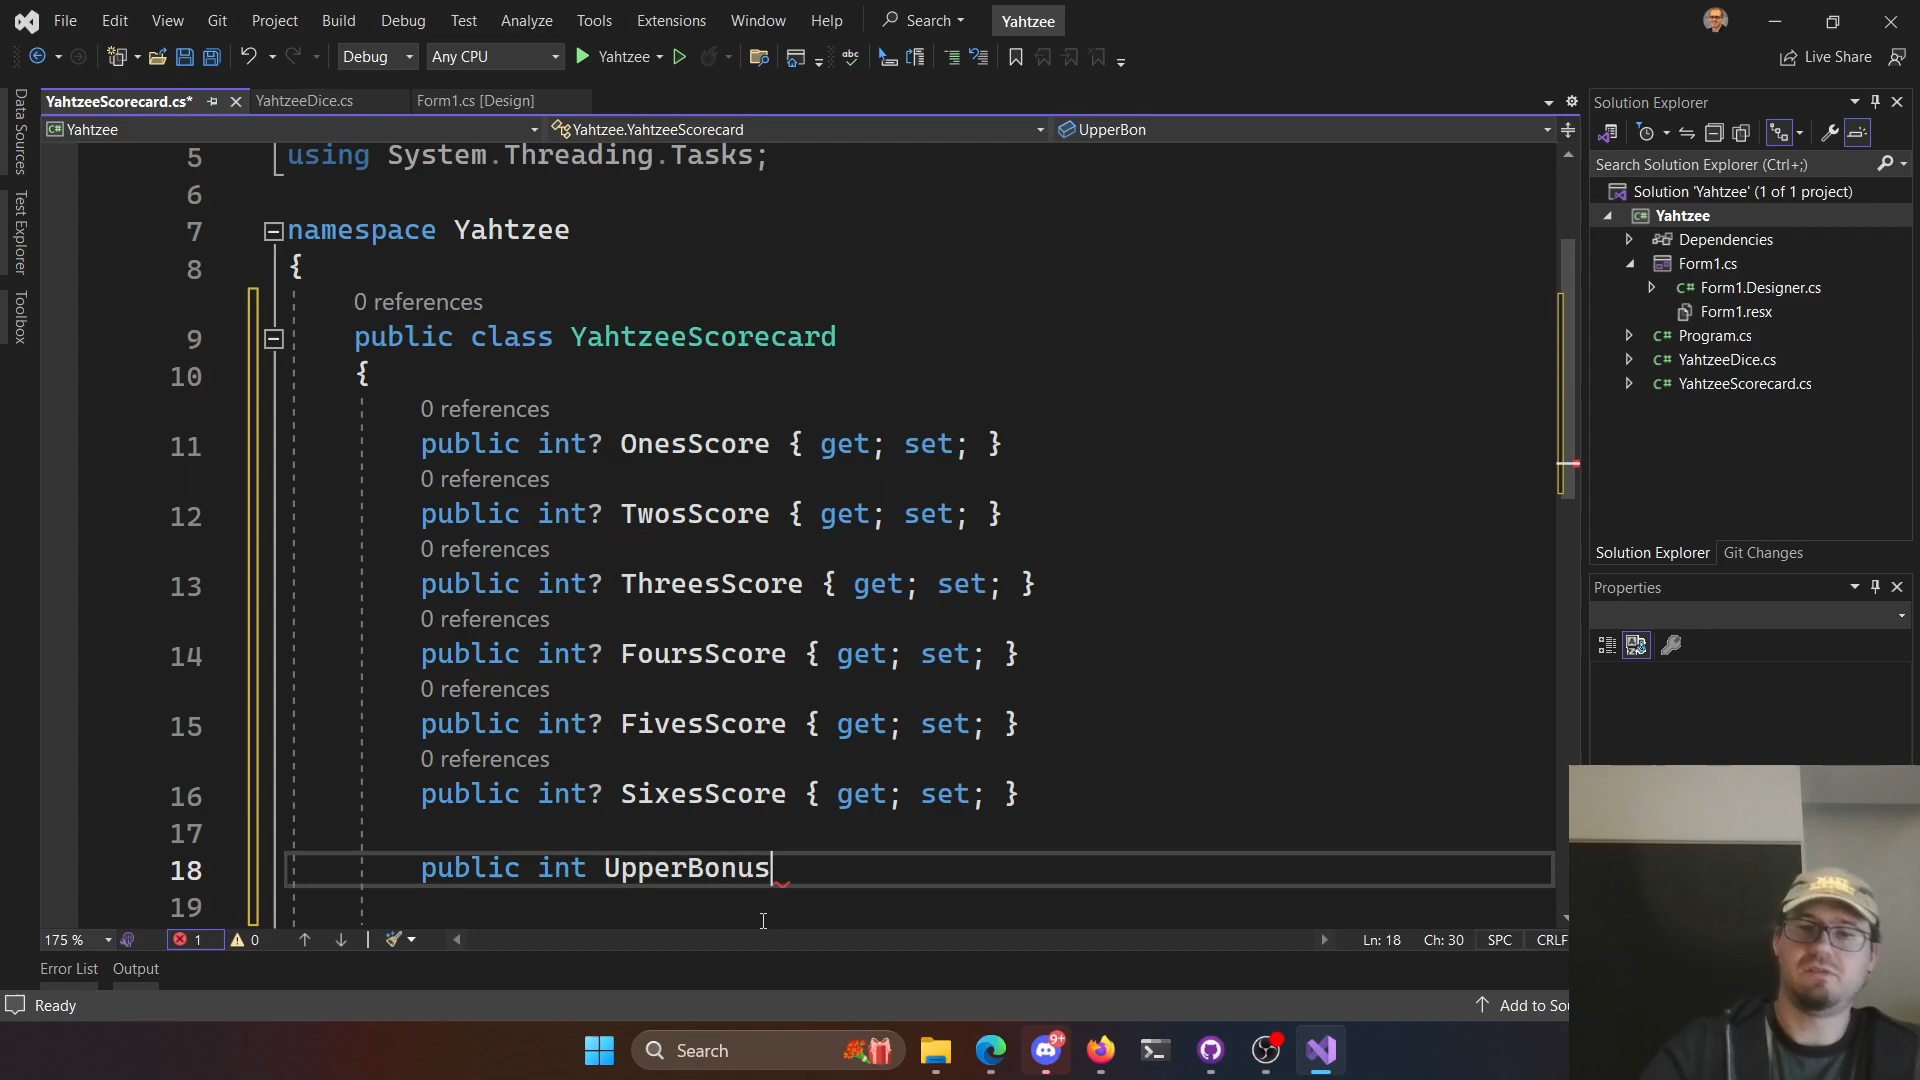 File Edit View Git Project Build Debug Test Analyze Tools Extensions Window Help Search Yahtzee
Debug Any CPU Yahtzee Live Share
YahtzeeScorecard.cs* YahtzeeDice.cs Form1.cs [Design]
Yahtzee Yahtzee.YahtzeeScorecard UpperBon
Data Sources
Test Explorer
Toolbox
5 using System.Threading.Tasks;
6
7 namespace Yahtzee
8 {
0 references
9 public class YahtzeeScorecard
10 {
0 references
11 public int? OnesScore { get; set; }
0 references
12 public int? TwosScore { get; set; }
0 references
13 public int? ThreesScore { get; set; }
0 references
14 public int? FoursScore { get; set; }
0 references
15 public int? FivesScore { get; set; }
0 references
16 public int? SixesScore { get; set; }
17
18 public int UpperBonus
19
175 % 1 0 Ln: 18 Ch: 30 SPC CRLF
Error List Output
Ready Add to Sou
Solution Explorer
Search Solution Explorer (Ctrl+;)
Solution 'Yahtzee' (1 of 1 project)
C# Yahtzee
Dependencies
Form1.cs
C# Form1.Designer.cs
Form1.resx
C# Program.cs
C# YahtzeeDice.cs
C# YahtzeeScorecard.cs
Solution Explorer Git Changes
Properties
Search 9+